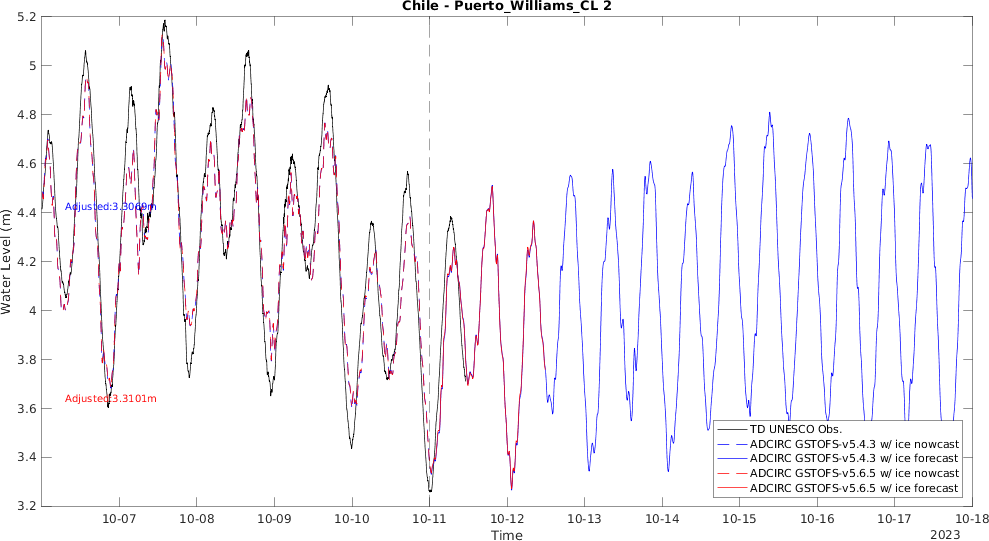 Chile - Puerto_Williams_CL 2
5.2
5
4.8
4.6
4.4
4.2
4
3.8
3.6
3.4
3.2
Water Level (m)
Adjusted:3.3069m
Adjusted:3.3101m
TD UNESCO Obs.
ADCIRC GSTOFS-v5.4.3 w/ ice nowcast
ADCIRC GSTOFS-v5.4.3 w/ ice forecast
ADCIRC GSTOFS-v5.6.5 w/ ice nowcast
ADCIRC GSTOFS-v5.6.5 w/ ice forecast
10-07 10-08 10-09 10-10 10-11 10-12 10-13 10-14 10-15 10-16 10-17 10-18
Time
2023